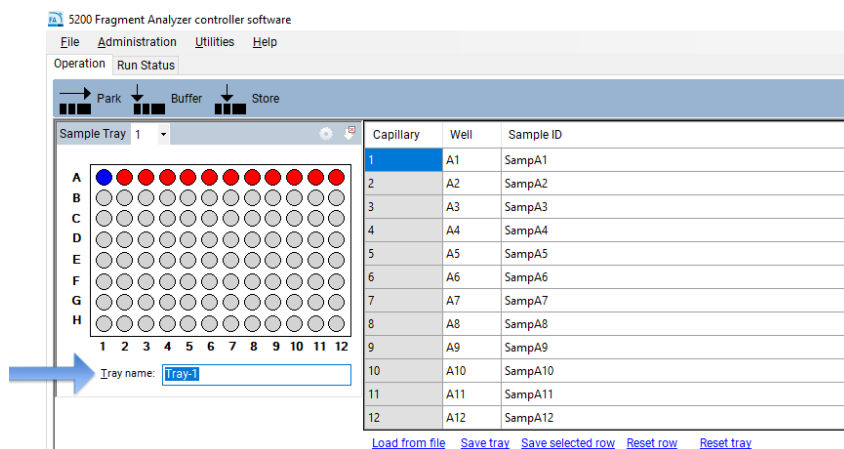 FA 5200 Fragment Analyzer controller software
File Administration Utilities Help
Operation Run Status
Park Buffer Store
Sample Tray 1
A
B
C
D
E
F
G
H
1 2 3 4 5 6 7 8 9 10 11 12
Tray name: Tray-1
Capillary Well Sample ID
1 A1 SampA1
2 A2 SampA2
3 A3 SampA3
4 A4 SampA4
5 A5 SampA5
6 A6 SampA6
7 A7 SampA7
8 A8 SampA8
9 A9 SampA9
10 A10 SampA10
11 A11 SampA11
12 A12 SampA12
Load from file Save tray Save selected row Reset row Reset tray